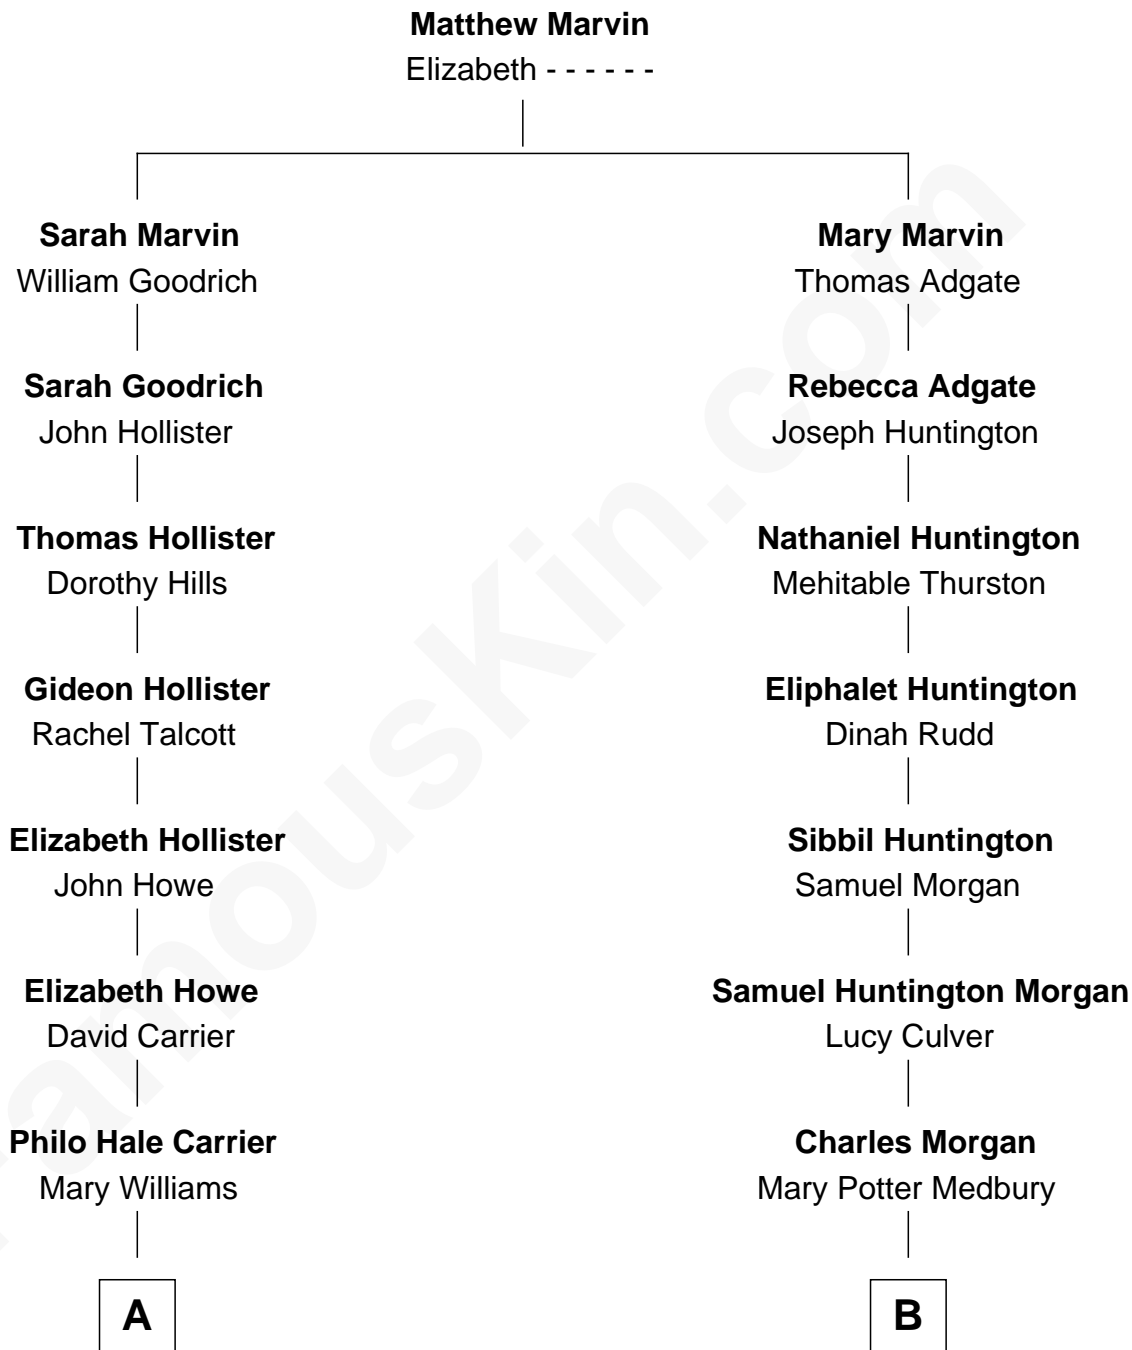 Matthew Marvin
Elizabeth - - - - - -
Sarah Marvin
William Goodrich
Mary Marvin
Thomas Adgate
Sarah Goodrich
John Hollister
Rebecca Adgate
Joseph Huntington
Thomas Hollister
Dorothy Hills
Nathaniel Huntington
Mehitable Thurston
Gideon Hollister
Rachel Talcott
Eliphalet Huntington
Dinah Rudd
Elizabeth Hollister
John Howe
Sibbil Huntington
Samuel Morgan
Elizabeth Howe
David Carrier
Samuel Huntington Morgan
Lucy Culver
Philo Hale Carrier
Mary Williams
Charles Morgan
Mary Potter Medbury
A
B
FamousKin.com